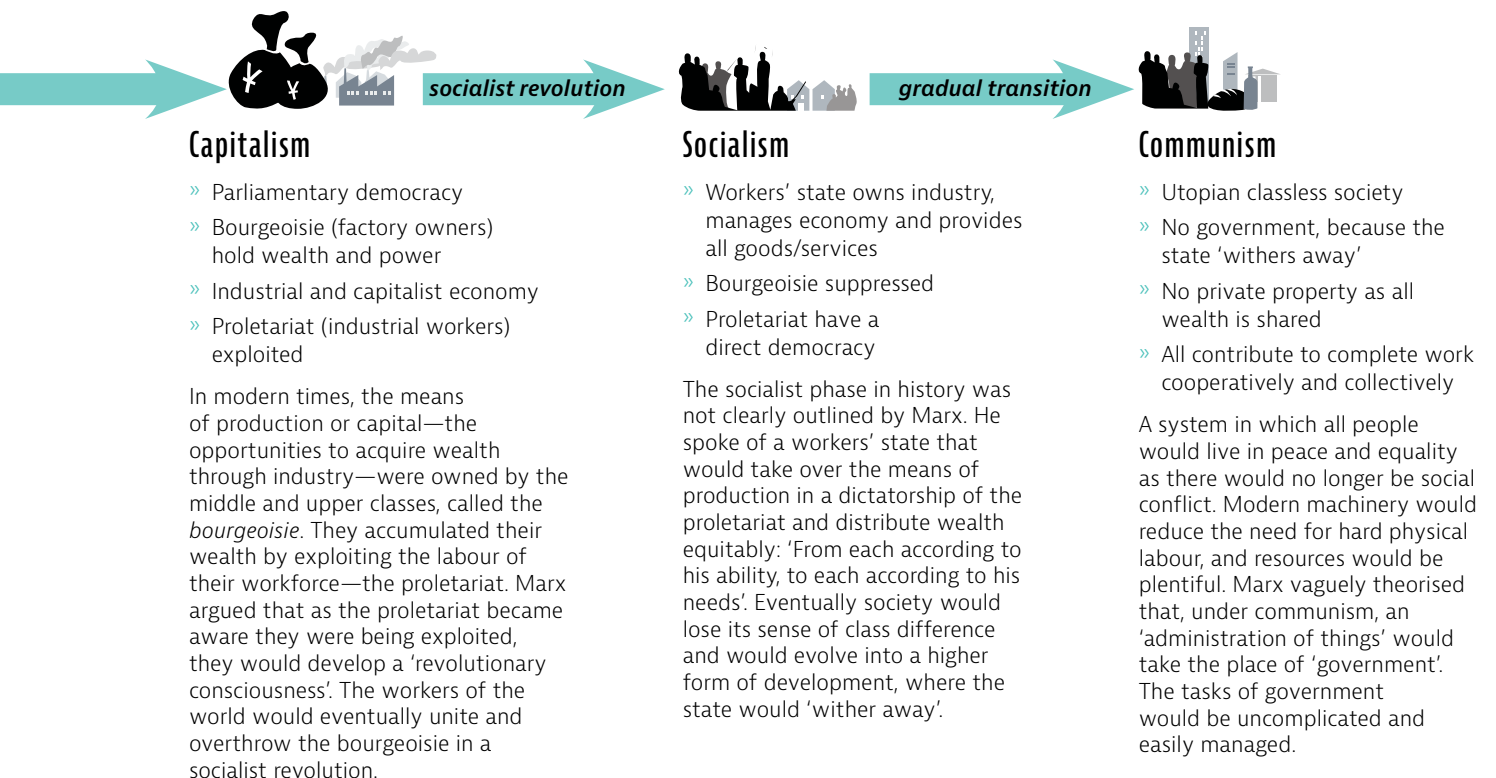 socialist revolution
gradual transition
Capitalism
» Parliamentary democracy
» Bourgeoisie (factory owners)
hold wealth and power
» Industrial and capitalist economy
» Proletariat (industrial workers)
exploited
In modern times, the means
of production or capital—the
opportunities to acquire wealth
through industry—were owned by the
middle and upper classes, called the
bourgeoisie. They accumulated their
wealth by exploiting the labour of
their workforce—the proletariat. Marx
argued that as the proletariat became
aware they were being exploited,
they would develop a ‘revolutionary
consciousness’. The workers of the
world would eventually unite and
overthrow the bourgeoisie in a
socialist revolution.
Socialism
» Workers’ state owns industry,
manages economy and provides
all goods/services
» Bourgeoisie suppressed
» Proletariat have a
direct democracy
The socialist phase in history was
not clearly outlined by Marx. He
spoke of a workers’ state that
would take over the means of
production in a dictatorship of the
proletariat and distribute wealth
equitably: ‘From each according to
his ability, to each according to his
needs’. Eventually society would
lose its sense of class difference
and would evolve into a higher
form of development, where the
state would ‘wither away’.
Communism
» Utopian classless society
» No government, because the
state ‘withers away’
» No private property as all
wealth is shared
» All contribute to complete work
cooperatively and collectively
A system in which all people
would live in peace and equality
as there would no longer be social
conflict. Modern machinery would
reduce the need for hard physical
labour, and resources would be
plentiful. Marx vaguely theorised
that, under communism, an
‘administration of things’ would
take the place of ‘government’.
The tasks of government
would be uncomplicated and
easily managed.